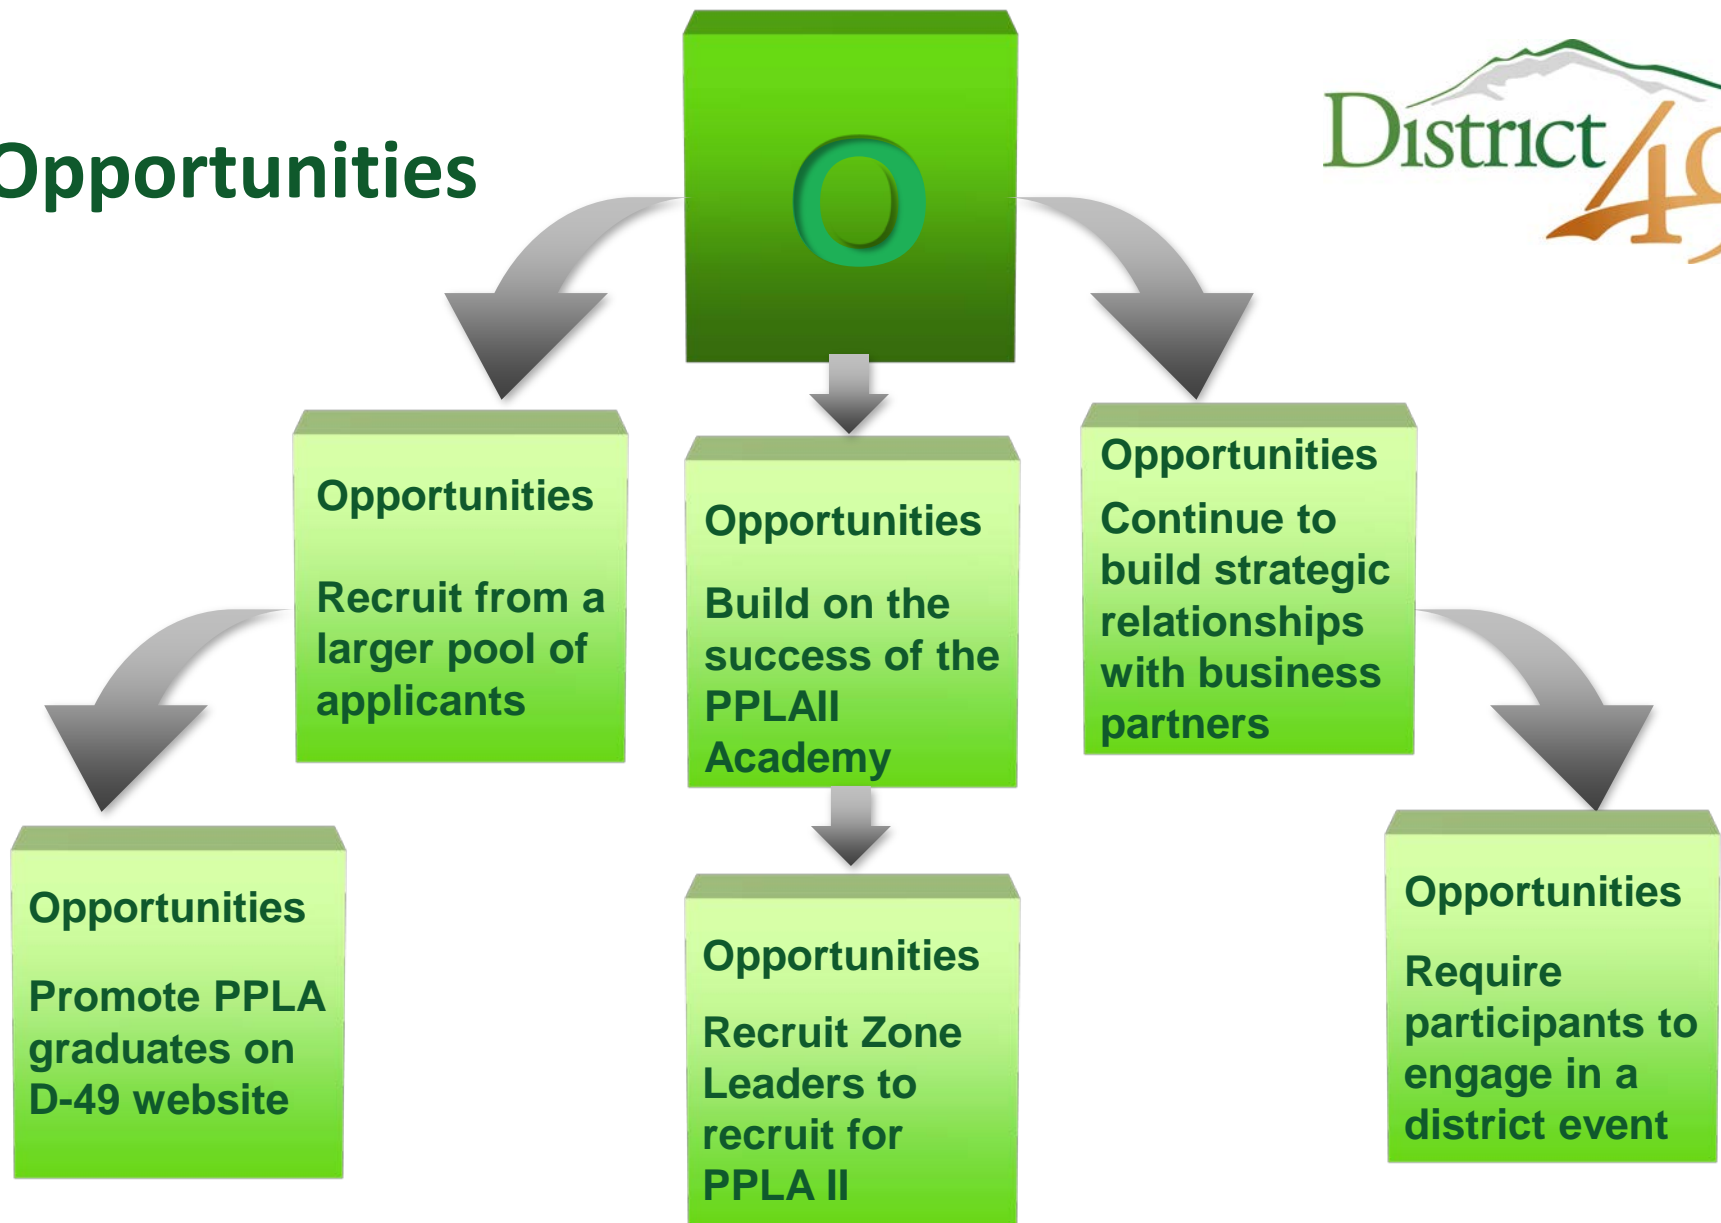 Opportunities
O
District
49
Opportunities
Recruit from a
larger pool of
applicants
Opportunities
Build on the
success of the
PPLAII
Academy
Opportunities
Continue to
build strategic
relationships
with business
partners
Opportunities
Promote PPLA
graduates on
D-49 website
Opportunities
Recruit Zone
Leaders to
recruit for
PPLA II
Opportunities
Require
participants to
engage in a
district event